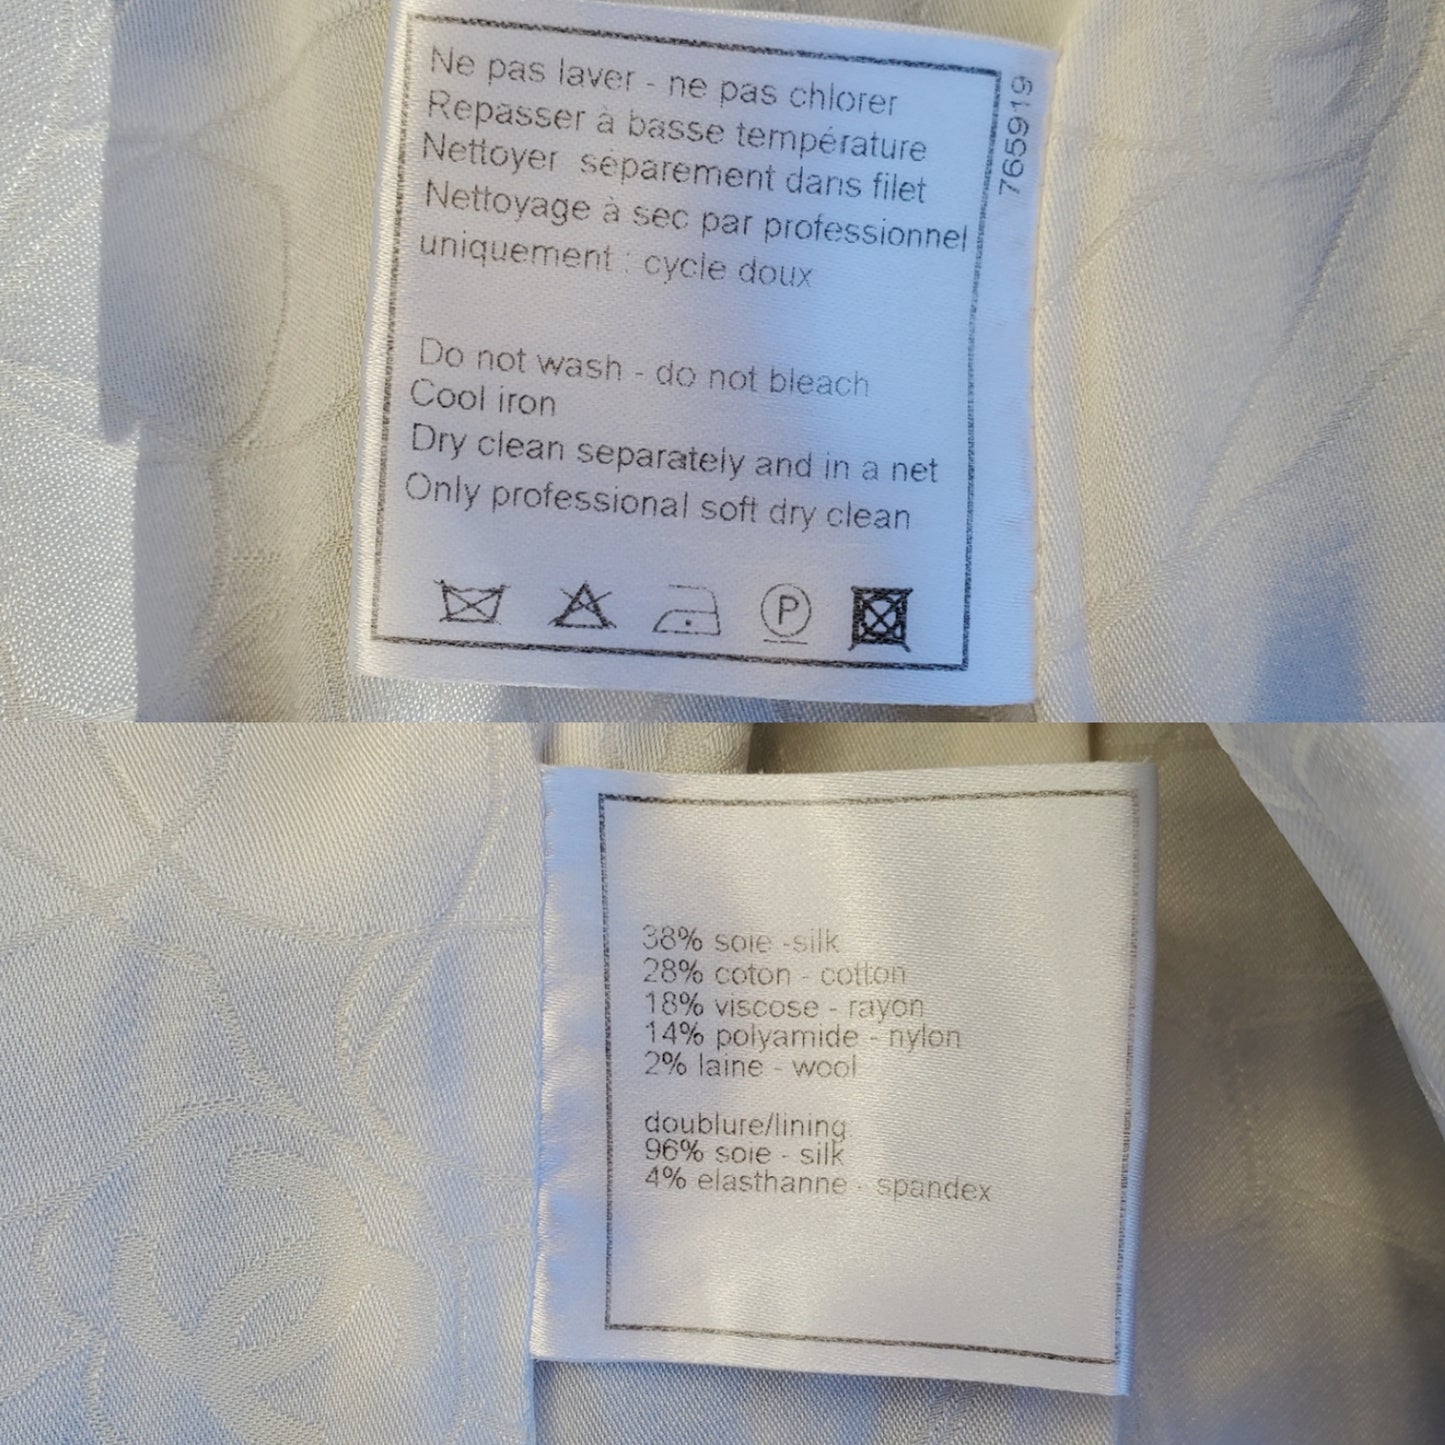 Ne pas laver - ne pas chlorer
Repasser à basse température
Nettoyer séparement dans filet
Nettoyage à sec par professionnel
uniquement : cycle doux
765919
Do not wash - do not bleach
Cool iron
Dry clean separately and in a net
Only professional soft dry clean
P
38% soie -silk
28% coton - cotton
18% viscose - rayon
14% polyamide - nylon
2% laine - wool
doublure/lining
96% soie - silk
4% elasthanne - spandex